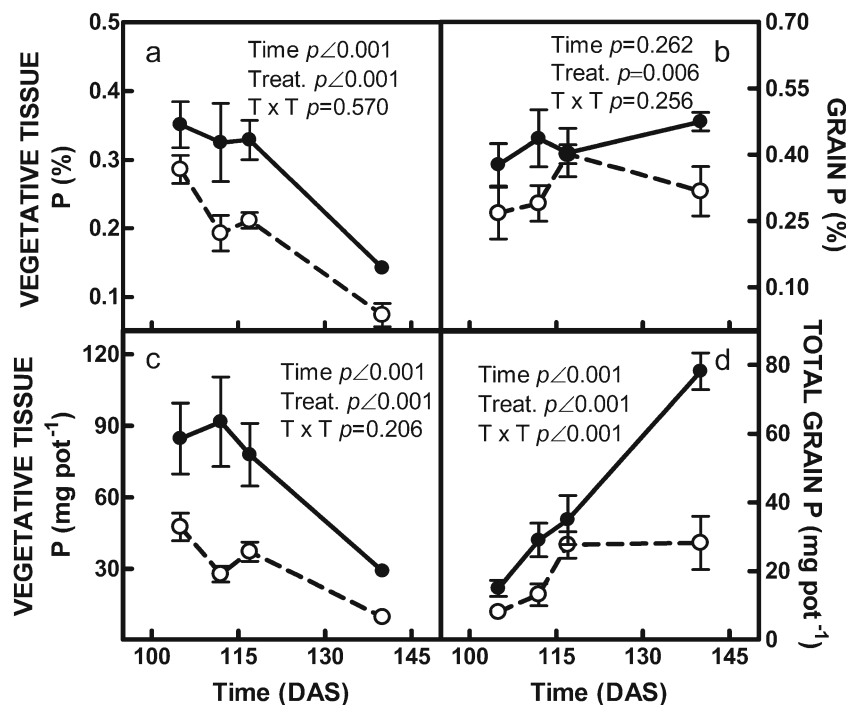 0.5
0.4
0.3
0.2
0.1
VEGETATIVE TISSUE
P (%)
a
Time p∠0.001
Treat. p∠0.001
T x T p=0.570
Time p=0.262
Treat. p=0.006
T x T p=0.256
b
0.70
0.55
0.40
0.25
0.10
GRAIN P (%)
120
90
60
30
VEGETATIVE TISSUE
P (mg pot⁻¹)
c
Time p∠0.001
Treat. p∠0.001
T x T p=0.206
Time p∠0.001
Treat. p∠0.001
T x T p∠0.001
d
80
60
40
20
0
TOTAL GRAIN P (mg pot⁻¹)
100 115 130 145
100 115 130 145
Time (DAS)
Time (DAS)